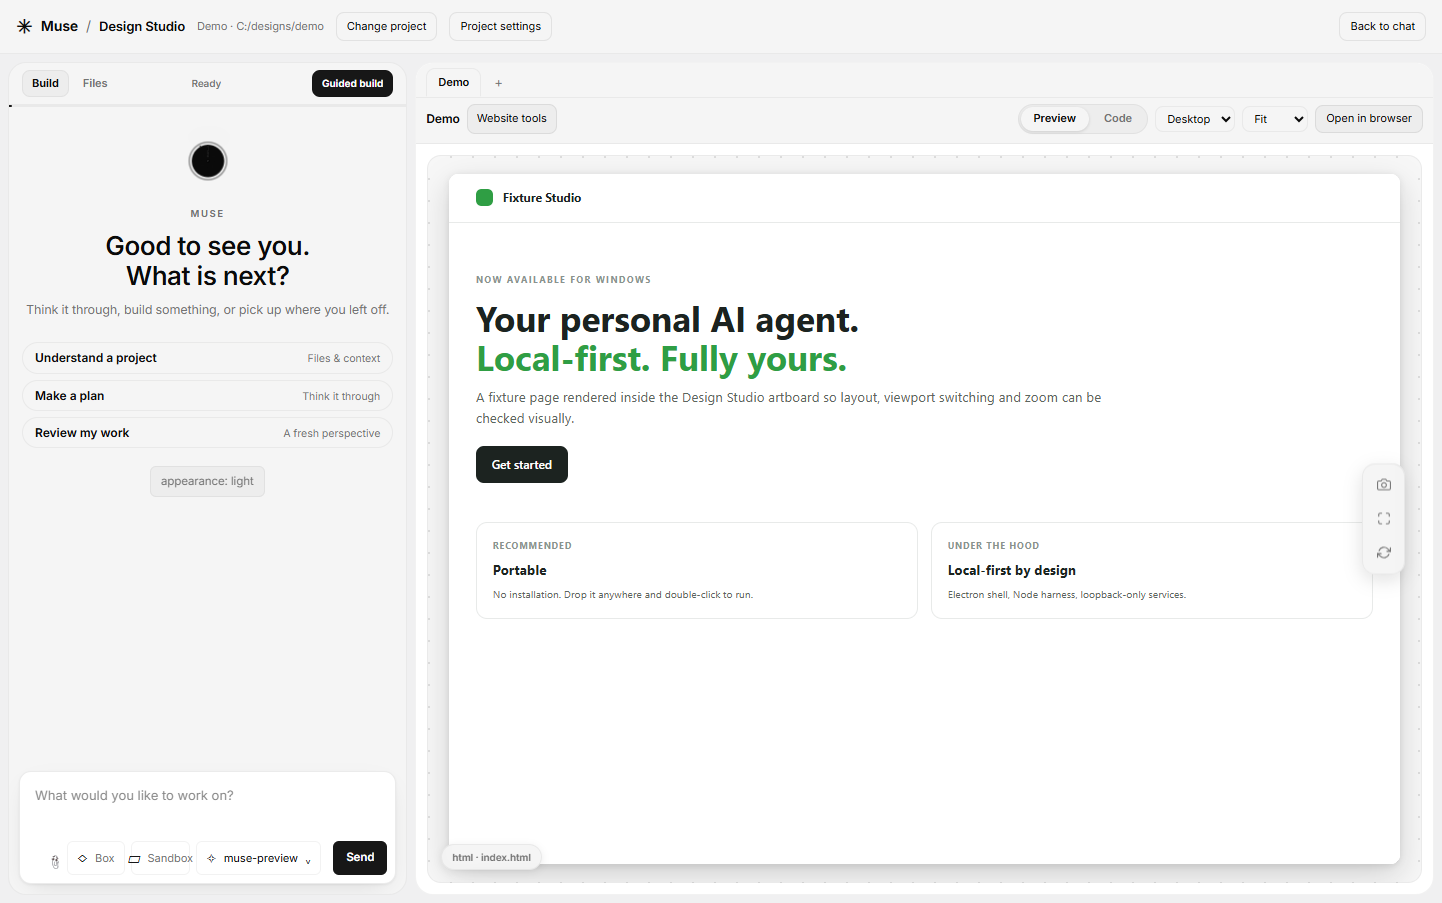 Muse / Design Studio Demo · C:/designs/demo Change project Project settings Back to chat
Build Files Ready Guided build
MUSE
Good to see you.
What is next?
Think it through, build something, or pick up where you left off.
Understand a project Files & context
Make a plan Think it through
Review my work A fresh perspective
appearance: light
What would you like to work on?
Box Sandbox muse-preview Send
Demo +
Demo Website tools Preview Code Desktop Fit Open in browser
Fixture Studio
NOW AVAILABLE FOR WINDOWS
Your personal AI agent.
Local-first. Fully yours.
A fixture page rendered inside the Design Studio artboard so layout, viewport switching and zoom can be
checked visually.
Get started
RECOMMENDED
Portable
No installation. Drop it anywhere and double-click to run.
UNDER THE HOOD
Local-first by design
Electron shell, Node harness, loopback-only services.
html · index.html